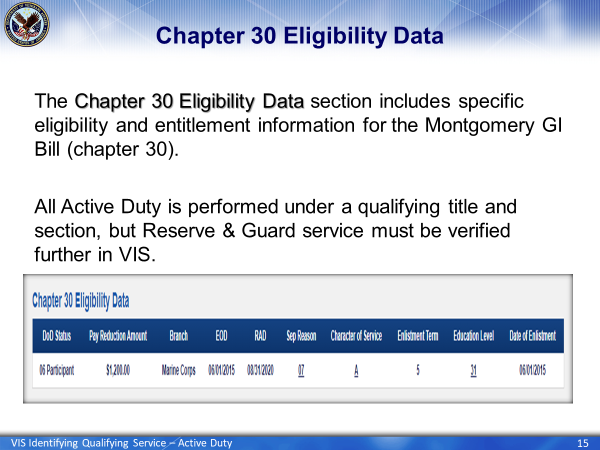 Chapter 30 Eligibility Data
The Chapter 30 Eligibility Data section includes specific
eligibility and entitlement information for the Montgomery GI
Bill (chapter 30).
All Active Duty is performed under a qualifying title and
section, but Reserve & Guard service must be verified
further in VIS.
Chapter 30 Eligibility Data
DoD Status Pay Reduction Amount Branch EOD RAD Sep Reason Character of Service Enlistment Term Education Level Date of Enlistment
06 Participant $1,200.00 Marine Corps 06/01/2015 08/31/2020 07 A 5 31 06/01/2015
VIS Identifying Qualifying Service – Active Duty 15